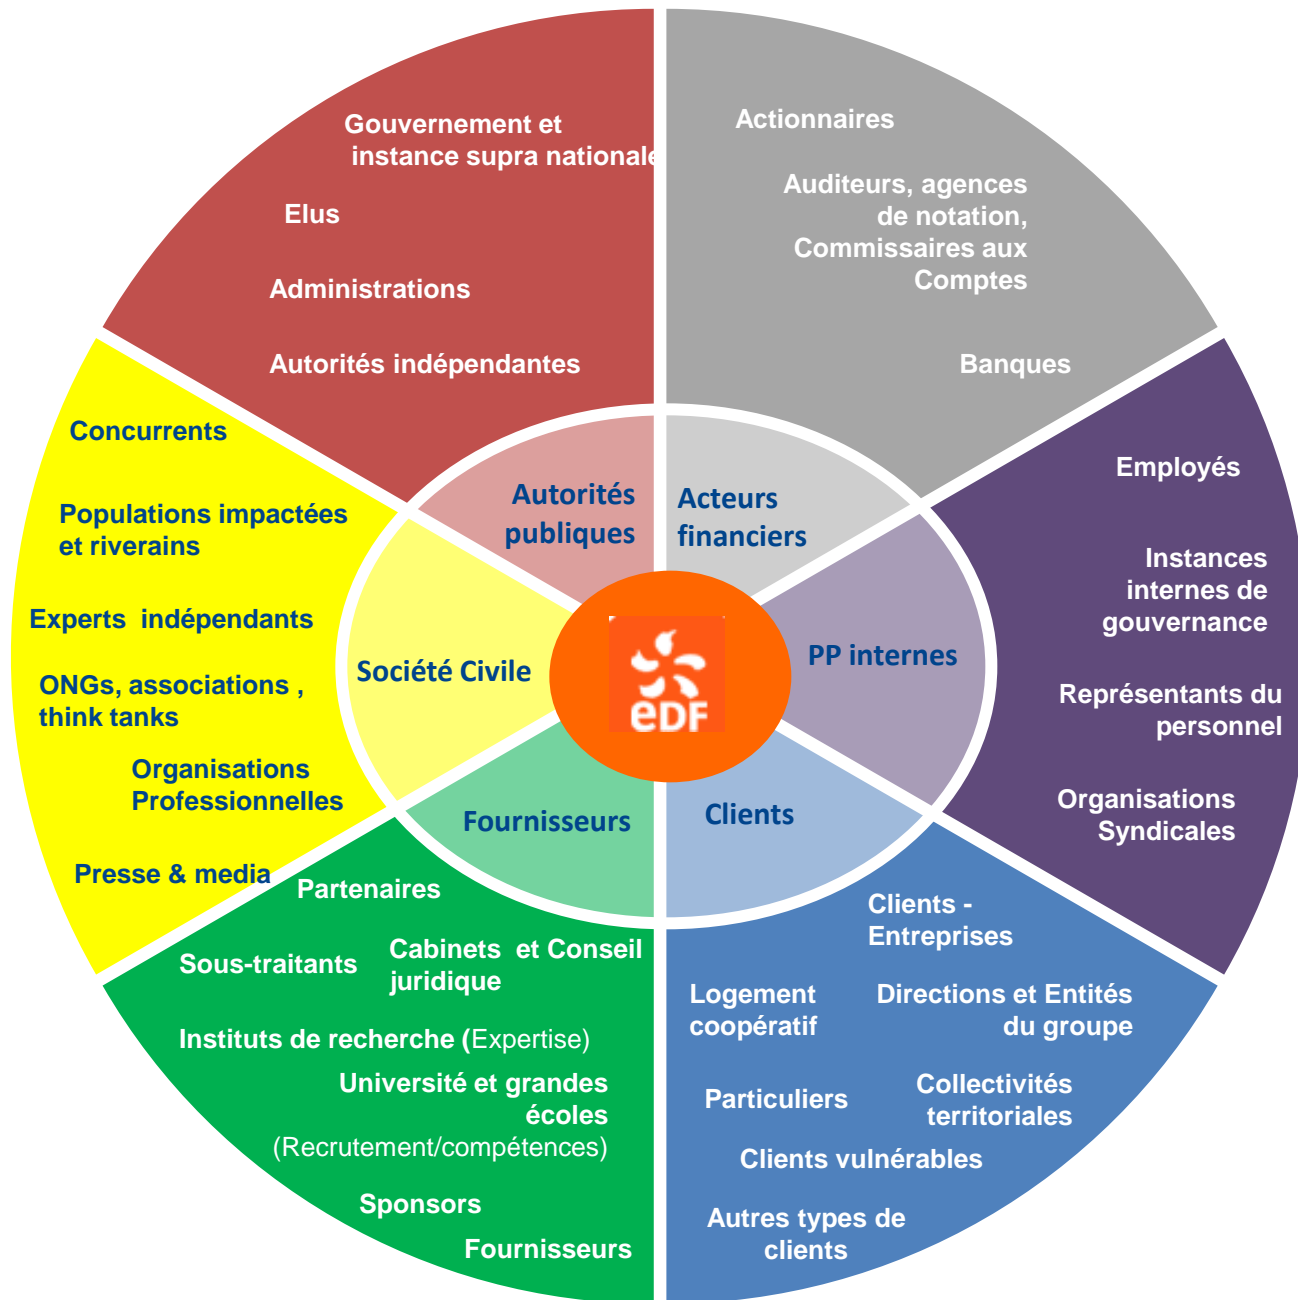 Gouvernement et
instance supra nationale
Elus
Administrations
Autorités indépendantes
Actionnaires
Auditeurs, agences
de notation,
Commissaires aux
Comptes
Banques
Concurrents
Populations impactées
et riverains
Experts indépendants
ONGs, associations ,
think tanks
Organisations
Professionnelles
Presse & media
Autorités
publiques
Acteurs
financiers
Société Civile
eDF
PP internes
Fournisseurs
Clients
Employés
Instances
internes de
gouvernance
Représentants du
personnel
Organisations
Syndicales
Partenaires
Sous-traitants
Cabinets et Conseil
juridique
Instituts de recherche (Expertise)
Université et grandes
écoles
(Recrutement/compétences)
Sponsors
Fournisseurs
Clients -
Entreprises
Logement
coopératif
Directions et Entités
du groupe
Particuliers
Collectivités
territoriales
Clients vulnérables
Autres types de
clients